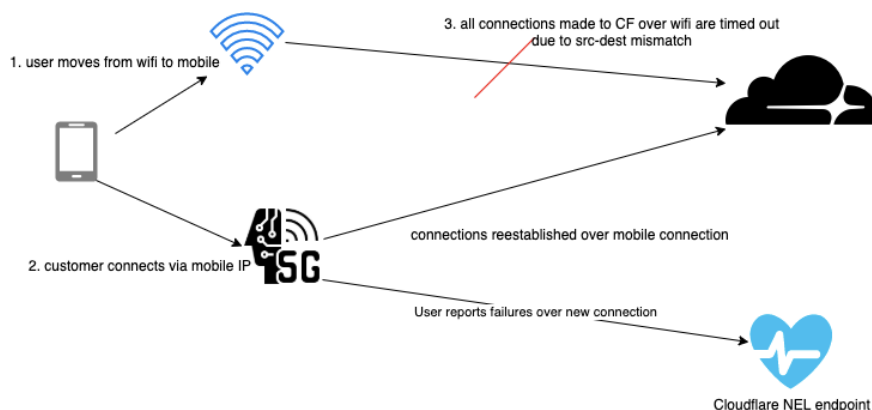 3. all connections made to CF over wifi are timed out
due to src-dest mismatch
1. user moves from wifi to mobile
connections reestablished over mobile connection
2. customer connects via mobile IP
5G
User reports failures over new connection
Cloudflare NEL endpoint